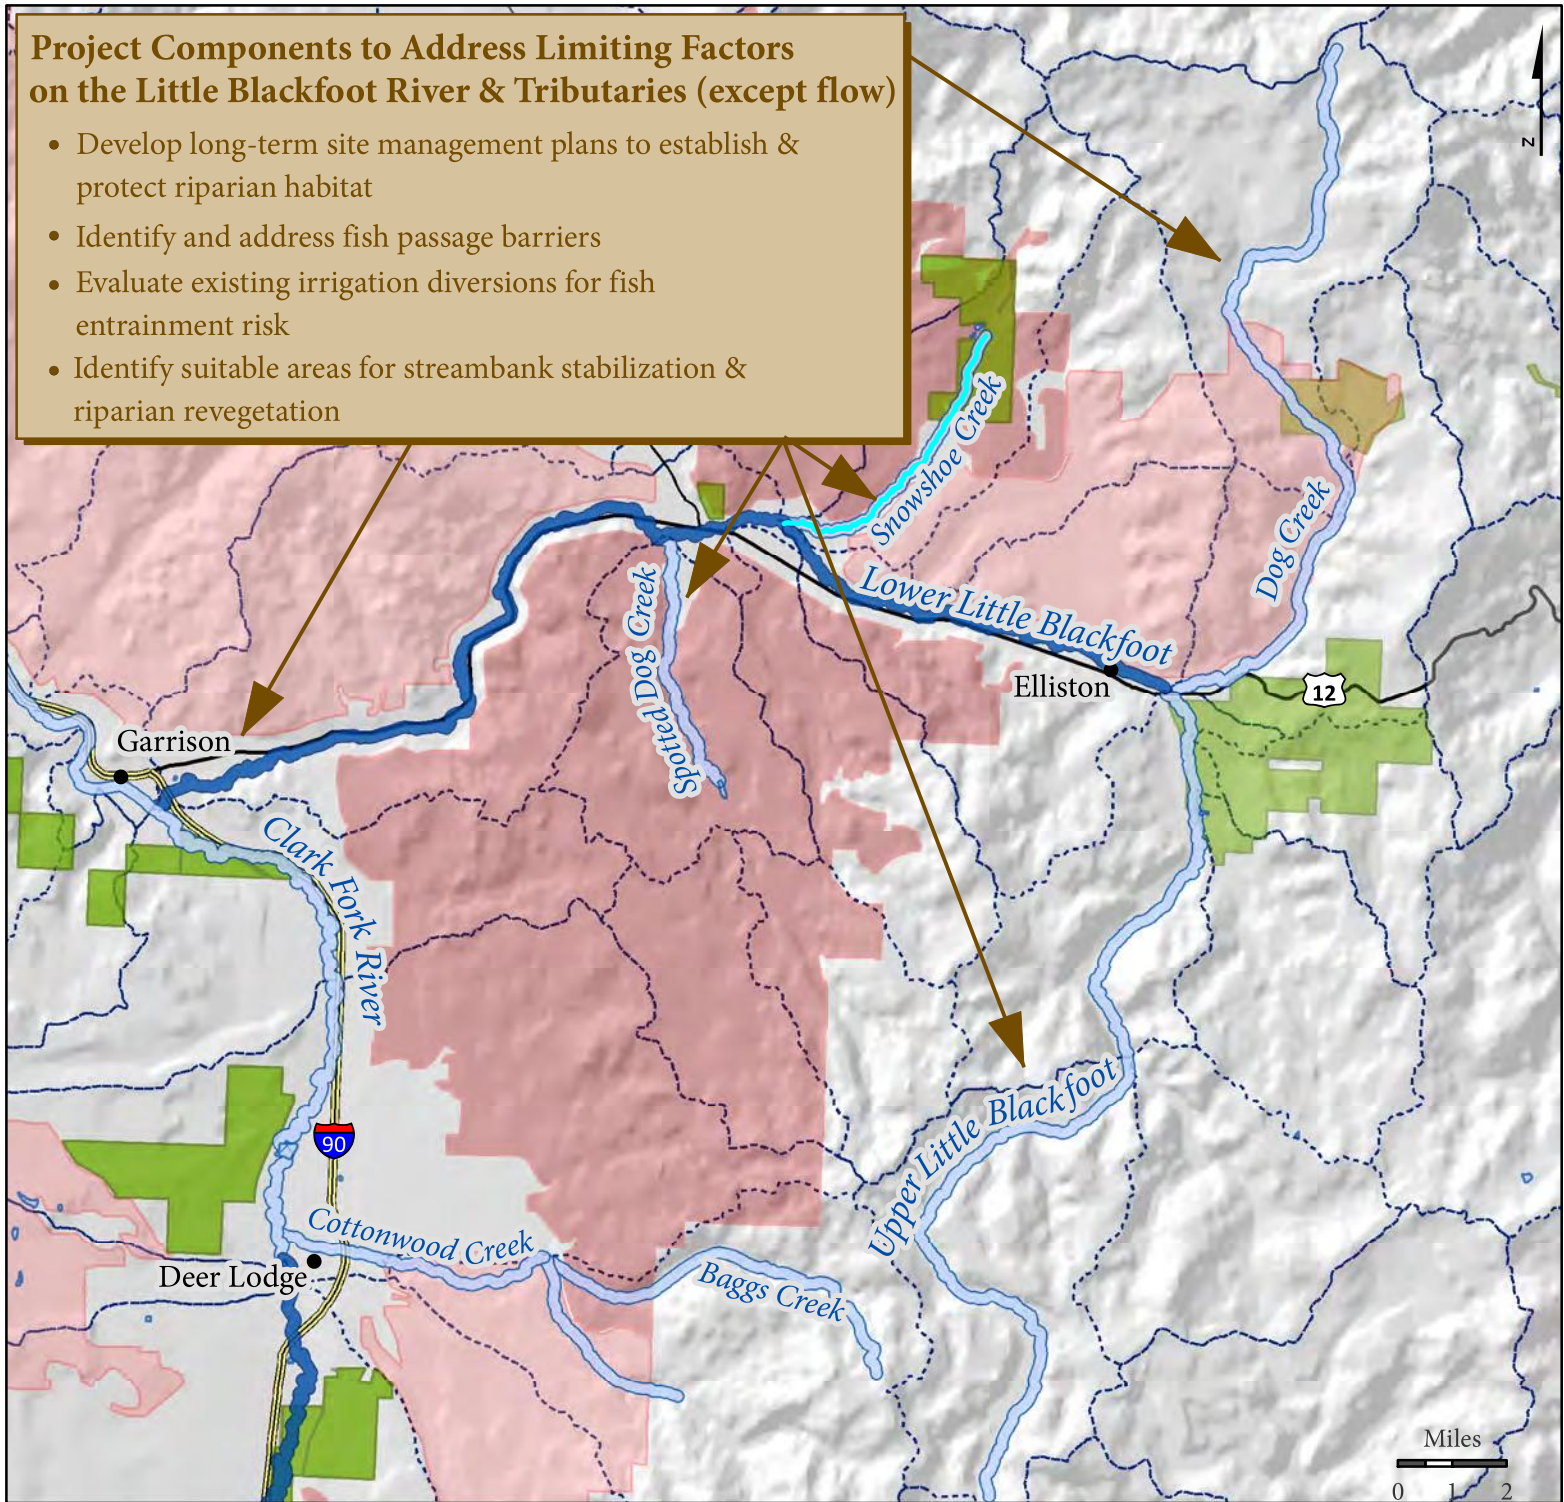 Project Components to Address Limiting Factors
on the Little Blackfoot River & Tributaries (except flow)
• Develop long-term site management plans to establish &
protect riparian habitat
• Identify and address fish passage barriers
• Evaluate existing irrigation diversions for fish
entrainment risk
• Identify suitable areas for streambank stabilization &
riparian revegetation
N
Snowshoe Creek
Dog Creek
Spotted Dog Creek
Lower Little Blackfoot
Elliston
12
Garrison
Clark Fork River
Upper Little Blackfoot
90
Cottonwood Creek
Deer Lodge
Baggs Creek
Miles
0 1 2